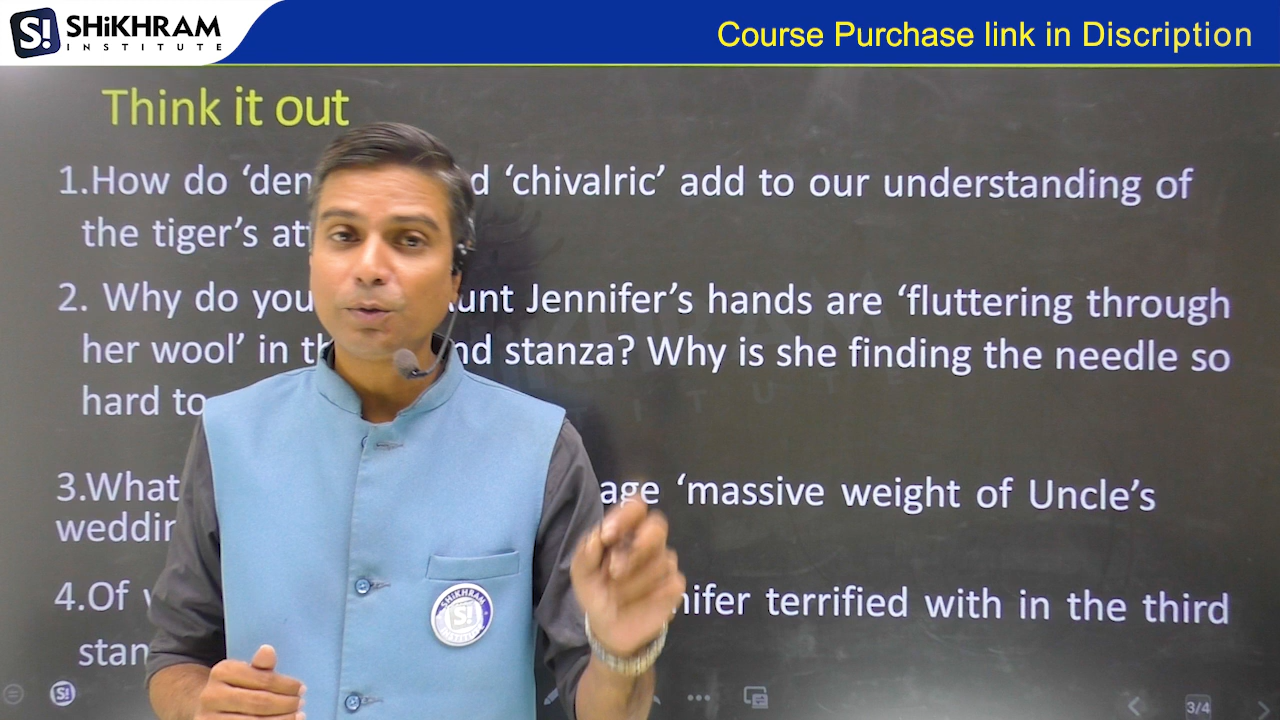 SHiKHRAM
INSTITUTE
Course Purchase link in Discription
Think it out
1.How do ‘den d ‘chivalric’ add to our understanding of
the tiger’s at
2. Why do you unt Jennifer’s hands are ‘fluttering through
her wool’ in th nd stanza? Why is she finding the needle so
hard to
3.What age ‘massive weight of Uncle’s
weddin
4.Of nifer terrified with in the third
stan
SHiKHRAM
S!
3/4